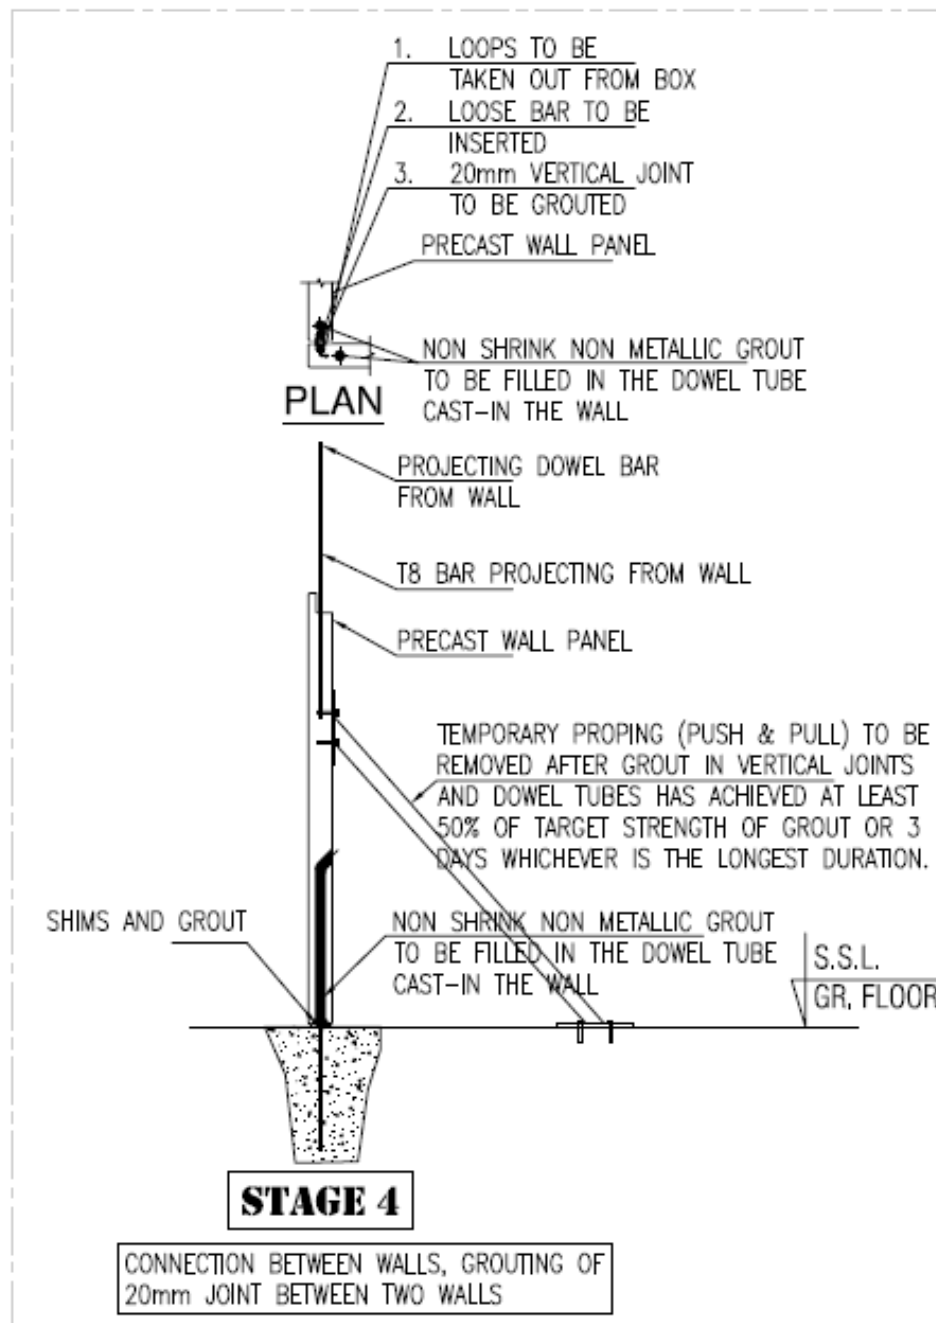 1. LOOPS TO BE
TAKEN OUT FROM BOX
2. LOOSE BAR TO BE
INSERTED
3. 20mm VERTICAL JOINT
TO BE GROUTED
PRECAST WALL PANEL
NON SHRINK NON METALLIC GROUT
TO BE FILLED IN THE DOWEL TUBE
CAST-IN THE WALL
PLAN
PROJECTING DOWEL BAR
FROM WALL
T8 BAR PROJECTING FROM WALL
PRECAST WALL PANEL
TEMPORARY PROPING (PUSH & PULL) TO BE
REMOVED AFTER GROUT IN VERTICAL JOINTS
AND DOWEL TUBES HAS ACHIEVED AT LEAST
50% OF TARGET STRENGTH OF GROUT OR 3
DAYS WHICHEVER IS THE LONGEST DURATION.
SHIMS AND GROUT
NON SHRINK NON METALLIC GROUT
TO BE FILLED IN THE DOWEL TUBE
CAST-IN THE WALL
S.S.L.
GR. FLOOR
STAGE 4
CONNECTION BETWEEN WALLS, GROUTING OF
20mm JOINT BETWEEN TWO WALLS